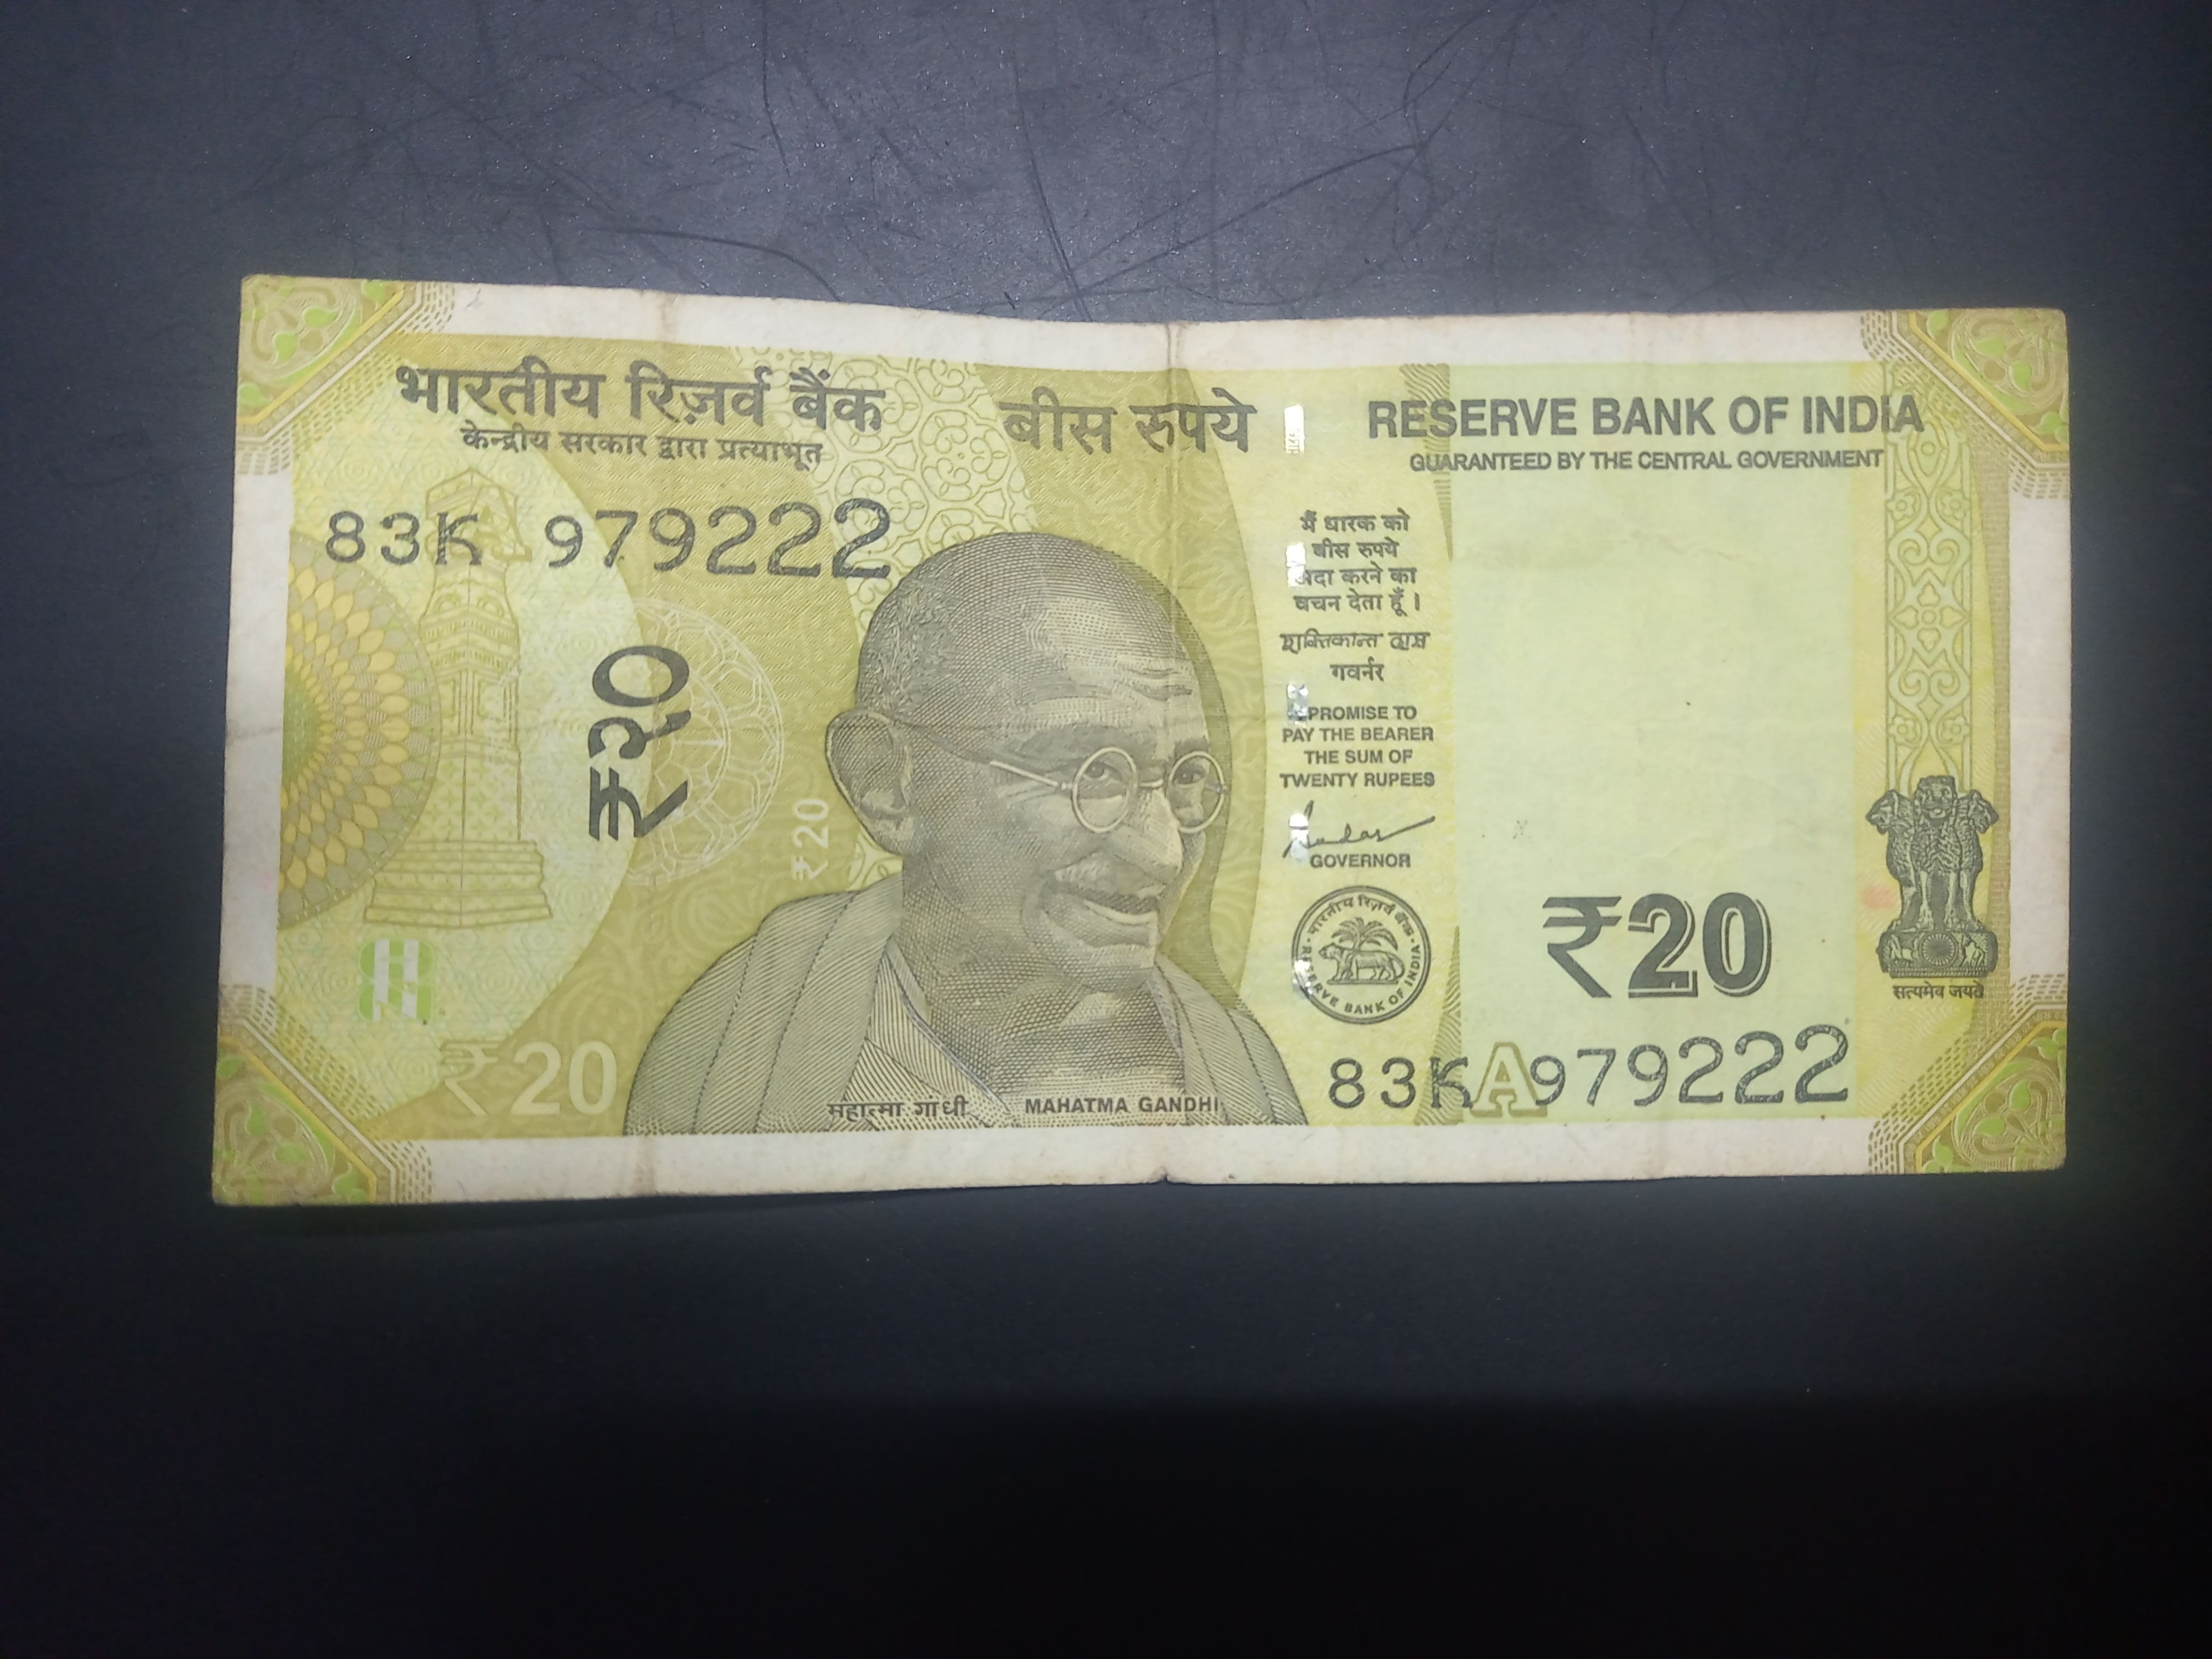 भारतीय रिज़र्व बैंक
केन्द्रीय सरकार द्वारा प्रत्याभूत
बीस रुपये
RESERVE BANK OF INDIA
GUARANTEED BY THE CENTRAL GOVERNMENT
83K 979222
₹२०
₹20
₹20
मैं धारक को
बीस रुपये
अदा करने का
वचन देता हूँ ।
शक्तिकान्त दास
गवर्नर
I PROMISE TO
PAY THE BEARER
THE SUM OF
TWENTY RUPEES
GOVERNOR
भारतीय रिज़र्व बैंक
RESERVE BANK OF INDIA
₹20
सत्यमेव जयते
83K A 979222
महात्मा गांधी
MAHATMA GANDHI